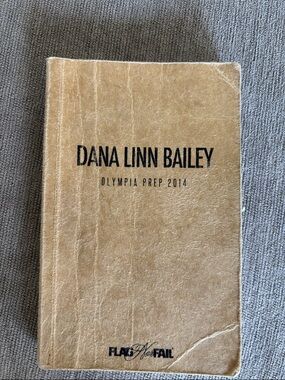 DANA LINN BAILEY
OLYMPIA PREP 2014
FLAG Nor FAIL